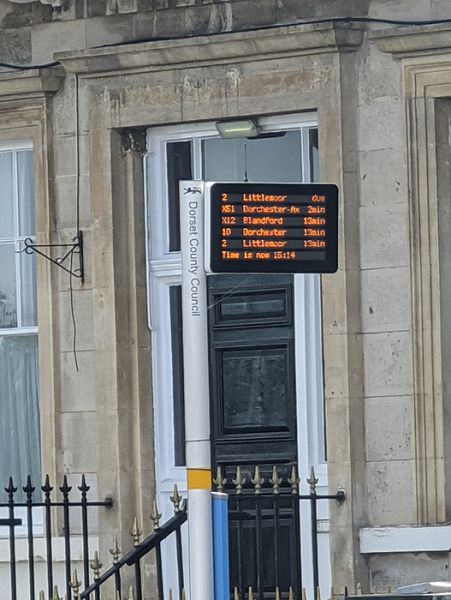 2 Littlemoor due
X51 Dorchester-Ax 2min
X12 Blandford 13min
10 Dorchester 13min
2 Littlemoor 13min
Time is now 15:14
Dorset County Council